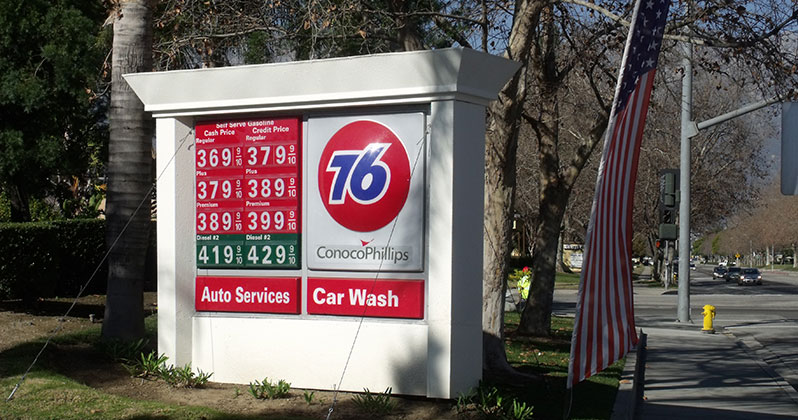 Self Serve Gasoline
Cash Price Credit Price
Regular Regular
369 9/10 379 9/10
Plus Plus
379 9/10 389 9/10
Premium Premium
389 9/10 399 9/10
Diesel #2 Diesel #2
419 9/10 429 9/10
76
ConocoPhillips
Auto Services
Car Wash